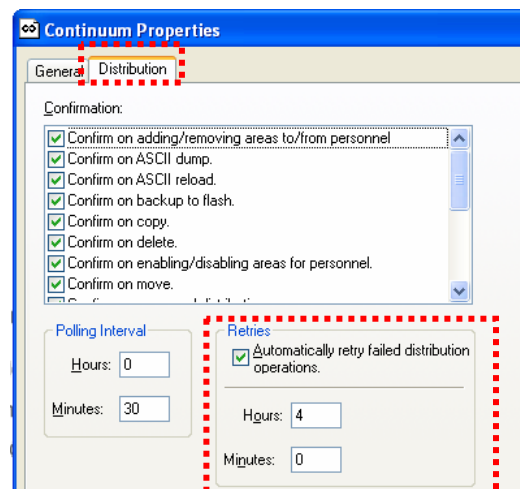 Continuum Properties
General Distribution
Confirmation:
Confirm on adding/removing areas to/from personnel
Confirm on ASCII dump.
Confirm on ASCII reload.
Confirm on backup to flash.
Confirm on copy.
Confirm on delete.
Confirm on enabling/disabling areas for personnel.
Confirm on move.
Polling Interval
Hours: 0
Minutes: 30
Retries
Automatically retry failed distribution
operations.
Hours: 4
Minutes: 0